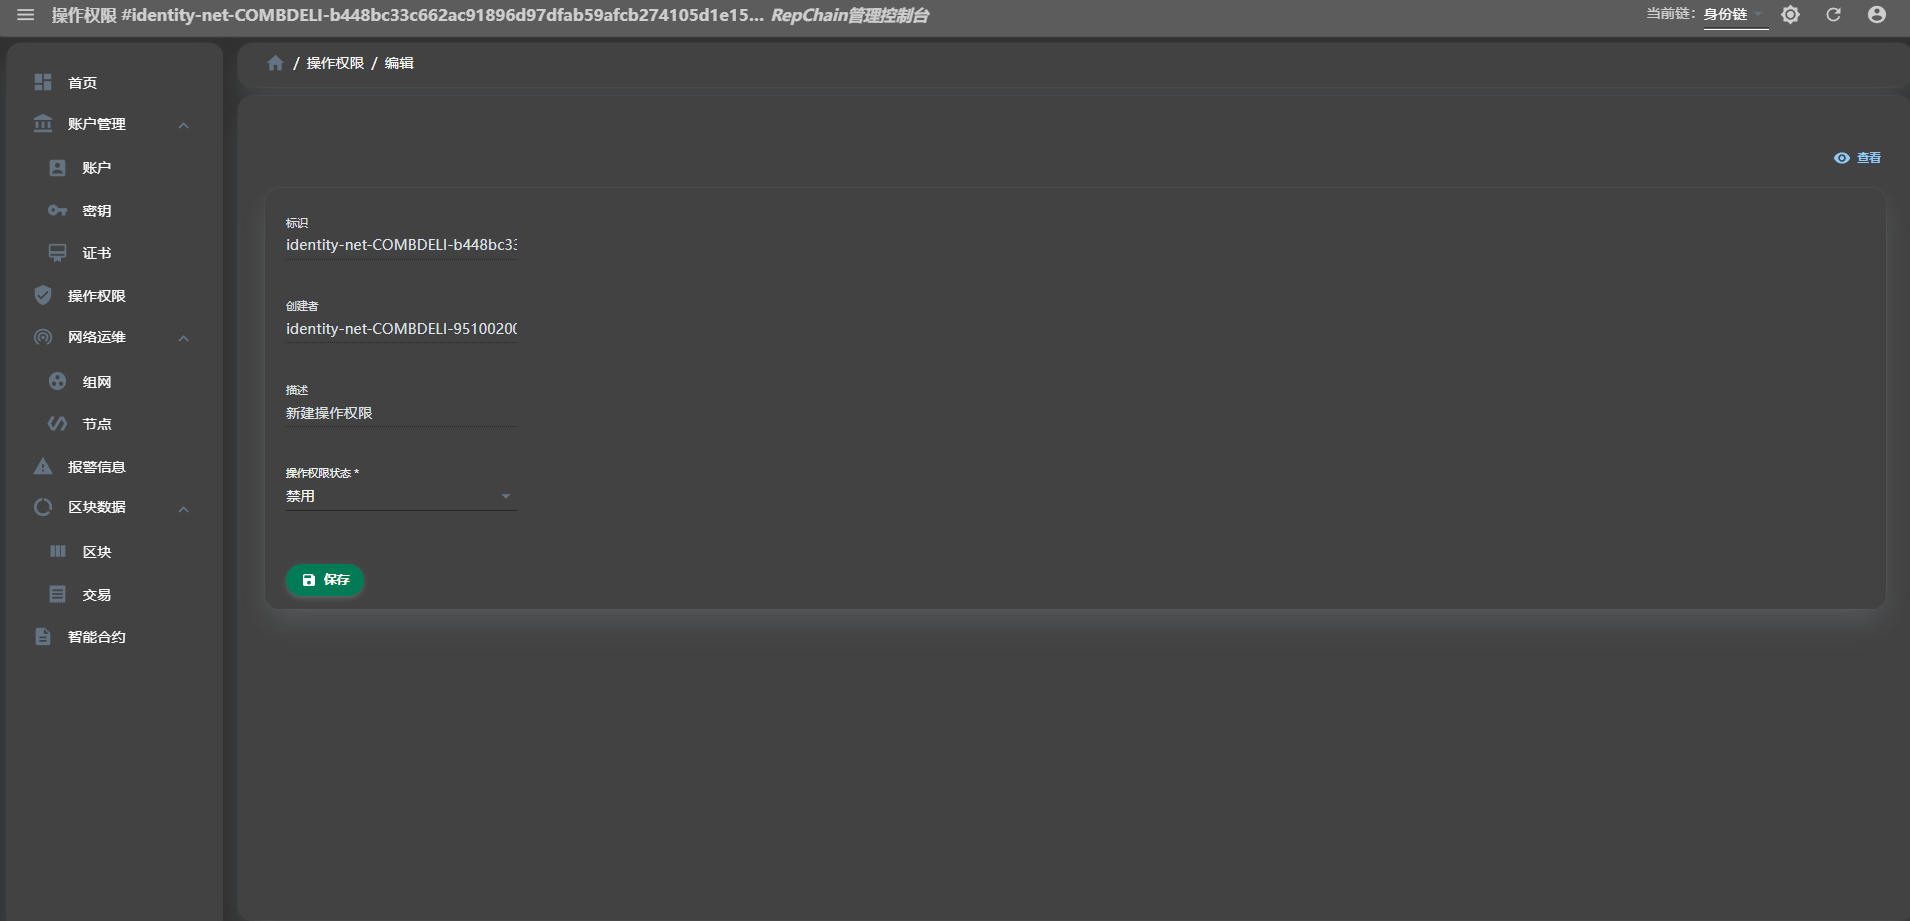 操作权限 #identity-net-COMBDELI-b448bc33c662ac91896d97dfab59afcb274105d1e15... RepChain管理控制台
当前链: 身份链
首页
账户管理
账户
密钥
证书
操作权限
网络运维
组网
节点
报警信息
区块数据
区块
交易
智能合约
/ 操作权限 / 编辑
查看
标识
identity-net-COMBDELI-b448bc33
创建者
identity-net-COMBDELI-95100200
描述
新建操作权限
操作权限状态 *
禁用
保存